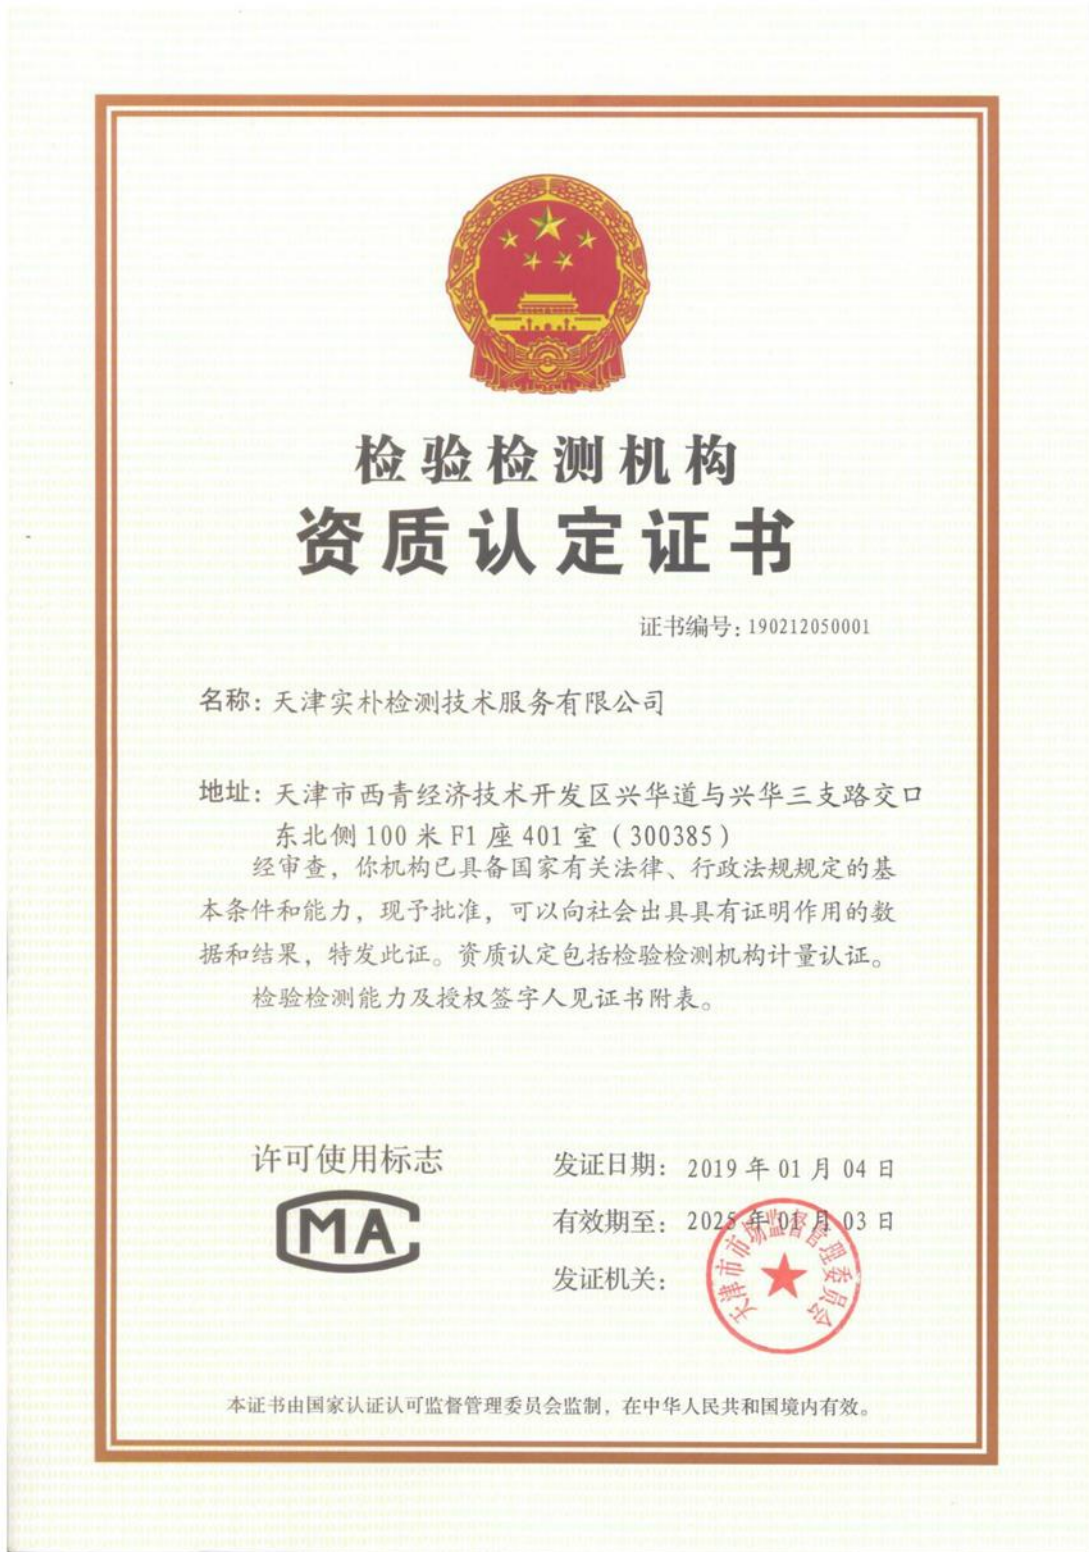 检验检测机构
资质认定证书
证书编号:190212050001
名称:天津实朴检测技术服务有限公司
地址:天津市西青经济技术开发区兴华道与兴华三支路交口
东北侧100米F1座401室(300385)
经审查,你机构已具备国家有关法律、行政法规规定的基
本条件和能力,现予批准,可以向社会出具具有证明作用的数
据和结果,特发此证。资质认定包括检验检测机构计量认证。
检验检测能力及授权签字人见证书附表。
许可使用标志
MA
发证日期:2019年01月04日
有效期至:2025年01月03日
发证机关:
天津市市场监督管理委员会
本证书由国家认证认可监督管理委员会监制,在中华人民共和国境内有效。